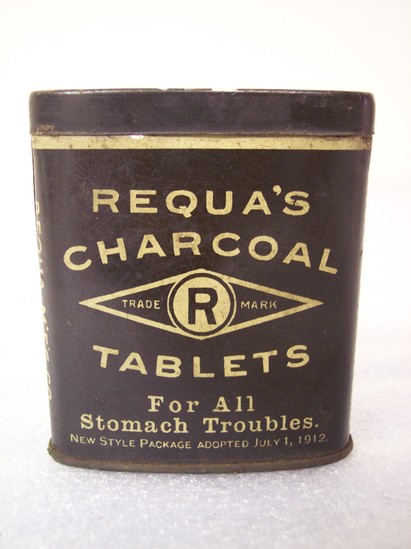 REQUA'S
CHARCOAL
TRADE R MARK
TABLETS
For All
Stomach Troubles.
NEW STYLE PACKAGE ADOPTED JULY 1, 1912.